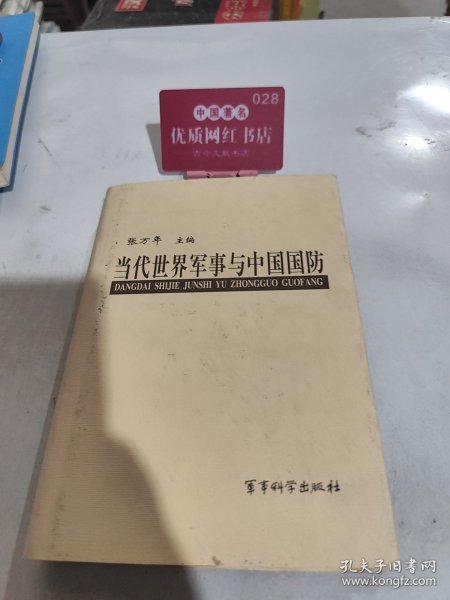 028
中国著名
优质网红书店
张万年 主编
当代世界军事与中国国防
DANGDAI SHIJIE JUNSHI YU ZHONGGUO GUOFANG
军事科学出版社
孔夫子旧书网
www.kongfz.com